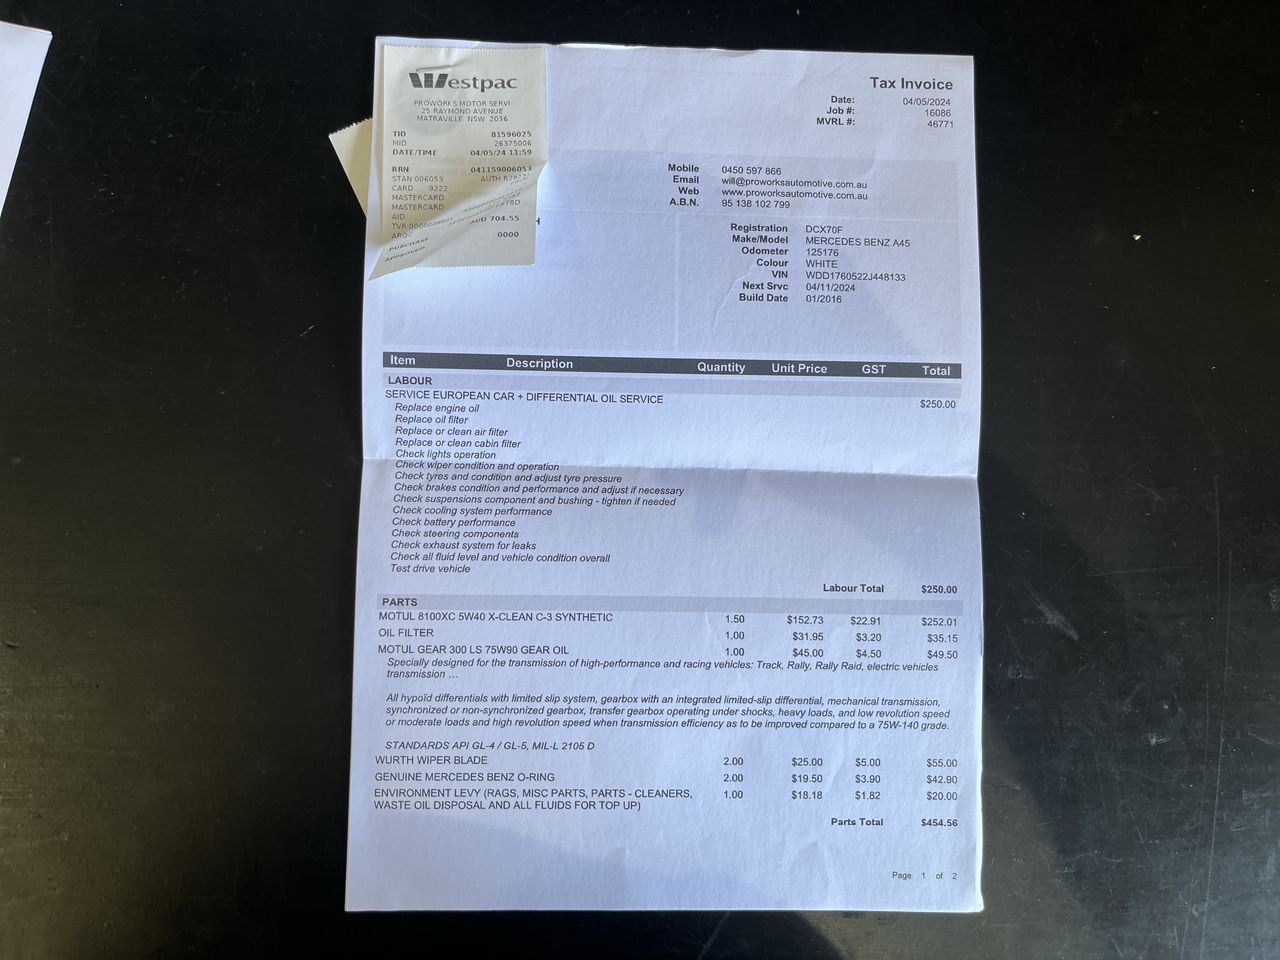 Westpac
PROWORKS MOTOR SERVI
25 RAYMOND AVENUE
MATRAVILLE NSW 2036
TID 81596025
MID 26375006
DATE/TIME 04/05/24 11:59
RRN 041159006053
STAN 006053 AUTH
CARD 9222
MASTERCARD
MASTERCARD
AID
TVR 0000008001 AUD 704.55
ARQC 0000
PURCHASE
APPROVED
H
Tax Invoice
Date: 04/05/2024
Job #: 16086
MVRL #: 46771
Mobile 0450 597 866
Email will@proworksautomotive.com.au
Web www.proworksautomotive.com.au
A.B.N. 95 138 102 799
Registration DCX70F
Make/Model MERCEDES BENZ A45
Odometer 125176
Colour WHITE
VIN WDD1760522J448133
Next Srvc 04/11/2024
Build Date 01/2016
Item Description Quantity Unit Price GST Total
LABOUR
SERVICE EUROPEAN CAR + DIFFERENTIAL OIL SERVICE $250.00
Replace engine oil
Replace oil filter
Replace or clean air filter
Replace or clean cabin filter
Check lights operation
Check wiper condition and operation
Check tyres and condition and adjust tyre pressure
Check brakes condition and performance and adjust if necessary
Check suspensions component and bushing - tighten if needed
Check cooling system performance
Check battery performance
Check steering components
Check exhaust system for leaks
Check all fluid level and vehicle condition overall
Test drive vehicle
Labour Total $250.00
PARTS
MOTUL 8100XC 5W40 X-CLEAN C-3 SYNTHETIC 1.50 $152.73 $22.91 $252.01
OIL FILTER 1.00 $31.95 $3.20 $35.15
MOTUL GEAR 300 LS 75W90 GEAR OIL 1.00 $45.00 $4.50 $49.50
Specially designed for the transmission of high-performance and racing vehicles: Track, Rally, Rally Raid, electric vehicles
transmission …
All hypoïd differentials with limited slip system, gearbox with an integrated limited-slip differential, mechanical transmission,
synchronized or non-synchronized gearbox, transfer gearbox operating under shocks, heavy loads, and low revolution speed
or moderate loads and high revolution speed when transmission efficiency as to be improved compared to a 75W-140 grade.
STANDARDS API GL-4 / GL-5, MIL-L 2105 D
WURTH WIPER BLADE 2.00 $25.00 $5.00 $55.00
GENUINE MERCEDES BENZ O-RING 2.00 $19.50 $3.90 $42.90
ENVIRONMENT LEVY (RAGS, MISC PARTS, PARTS - CLEANERS, 1.00 $18.18 $1.82 $20.00
WASTE OIL DISPOSAL AND ALL FLUIDS FOR TOP UP)
Parts Total $454.56
Page 1 of 2